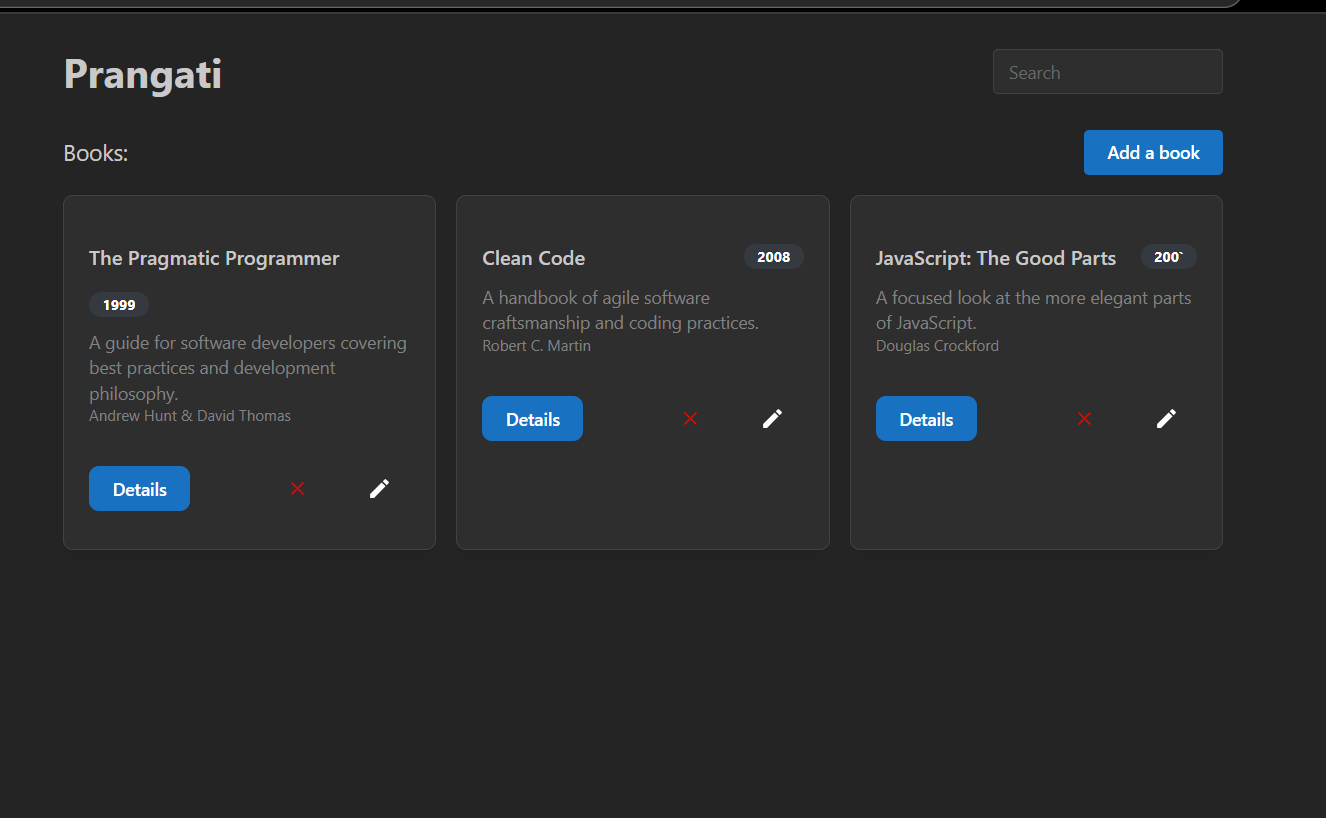 Prangati
Search
Books:
Add a book
The Pragmatic Programmer
1999
A guide for software developers covering
best practices and development
philosophy.
Andrew Hunt & David Thomas
Details
Clean Code
2008
A handbook of agile software
craftsmanship and coding practices.
Robert C. Martin
Details
JavaScript: The Good Parts
200`
A focused look at the more elegant parts
of JavaScript.
Douglas Crockford
Details